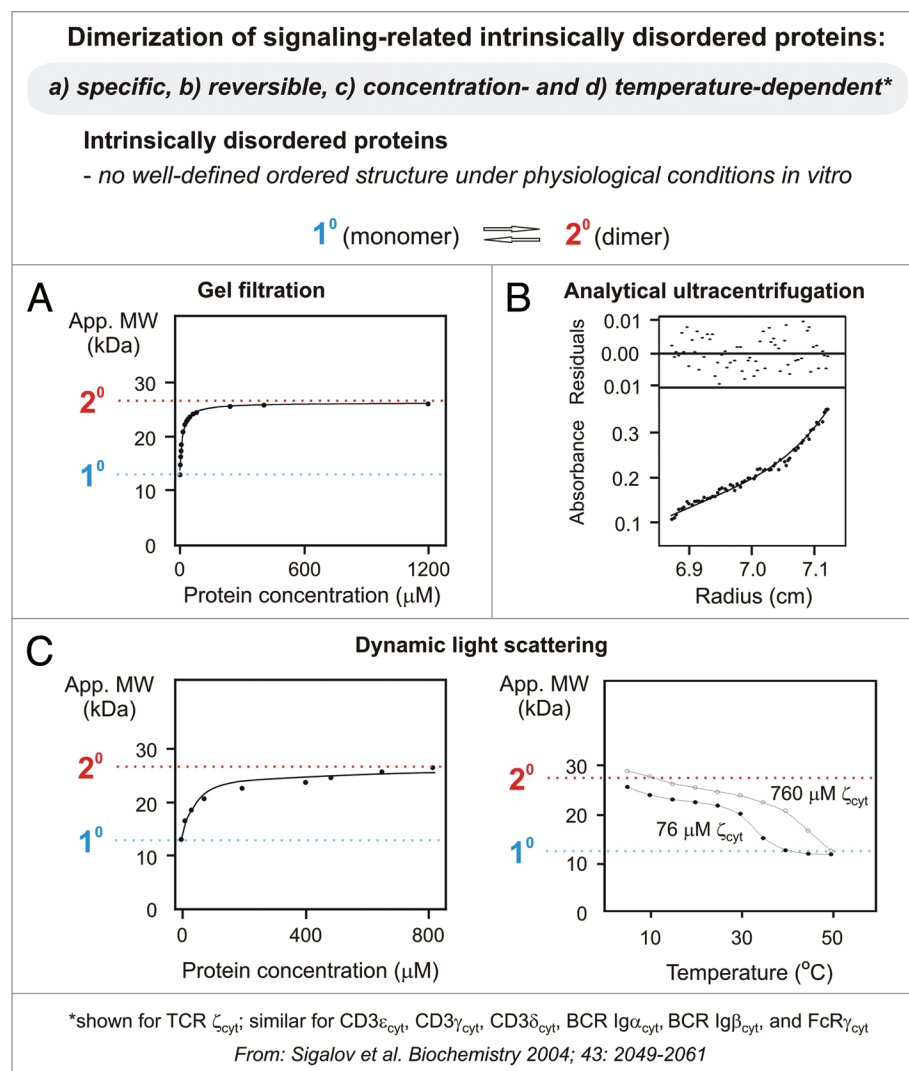 Dimerization of signaling-related intrinsically disordered proteins:
a) specific, b) reversible, c) concentration- and d) temperature-dependent*
Intrinsically disordered proteins
- no well-defined ordered structure under physiological conditions in vitro
1⁰ (monomer) 2⁰ (dimer)
A
Gel filtration
App. MW
(kDa)
30
2⁰
20
1⁰
10
0
0 600 1200
Protein concentration (μM)
B
Analytical ultracentrifugation
Residuals
0.01
0.00
0.01
Absorbance
0.3
0.2
0.1
6.9 7.0 7.1
Radius (cm)
C
Dynamic light scattering
App. MW
(kDa)
30
2⁰
20
1⁰
10
0
0 400 800
Protein concentration (μM)
App. MW
(kDa)
30
2⁰
760 μM ζcyt
20
76 μM ζcyt
1⁰
10
0
10 30 50
Temperature (°C)
*shown for TCR ζcyt; similar for CD3εcyt, CD3γcyt, CD3δcyt, BCR Igαcyt, BCR Igβcyt, and FcRγcyt
From: Sigalov et al. Biochemistry 2004; 43: 2049-2061